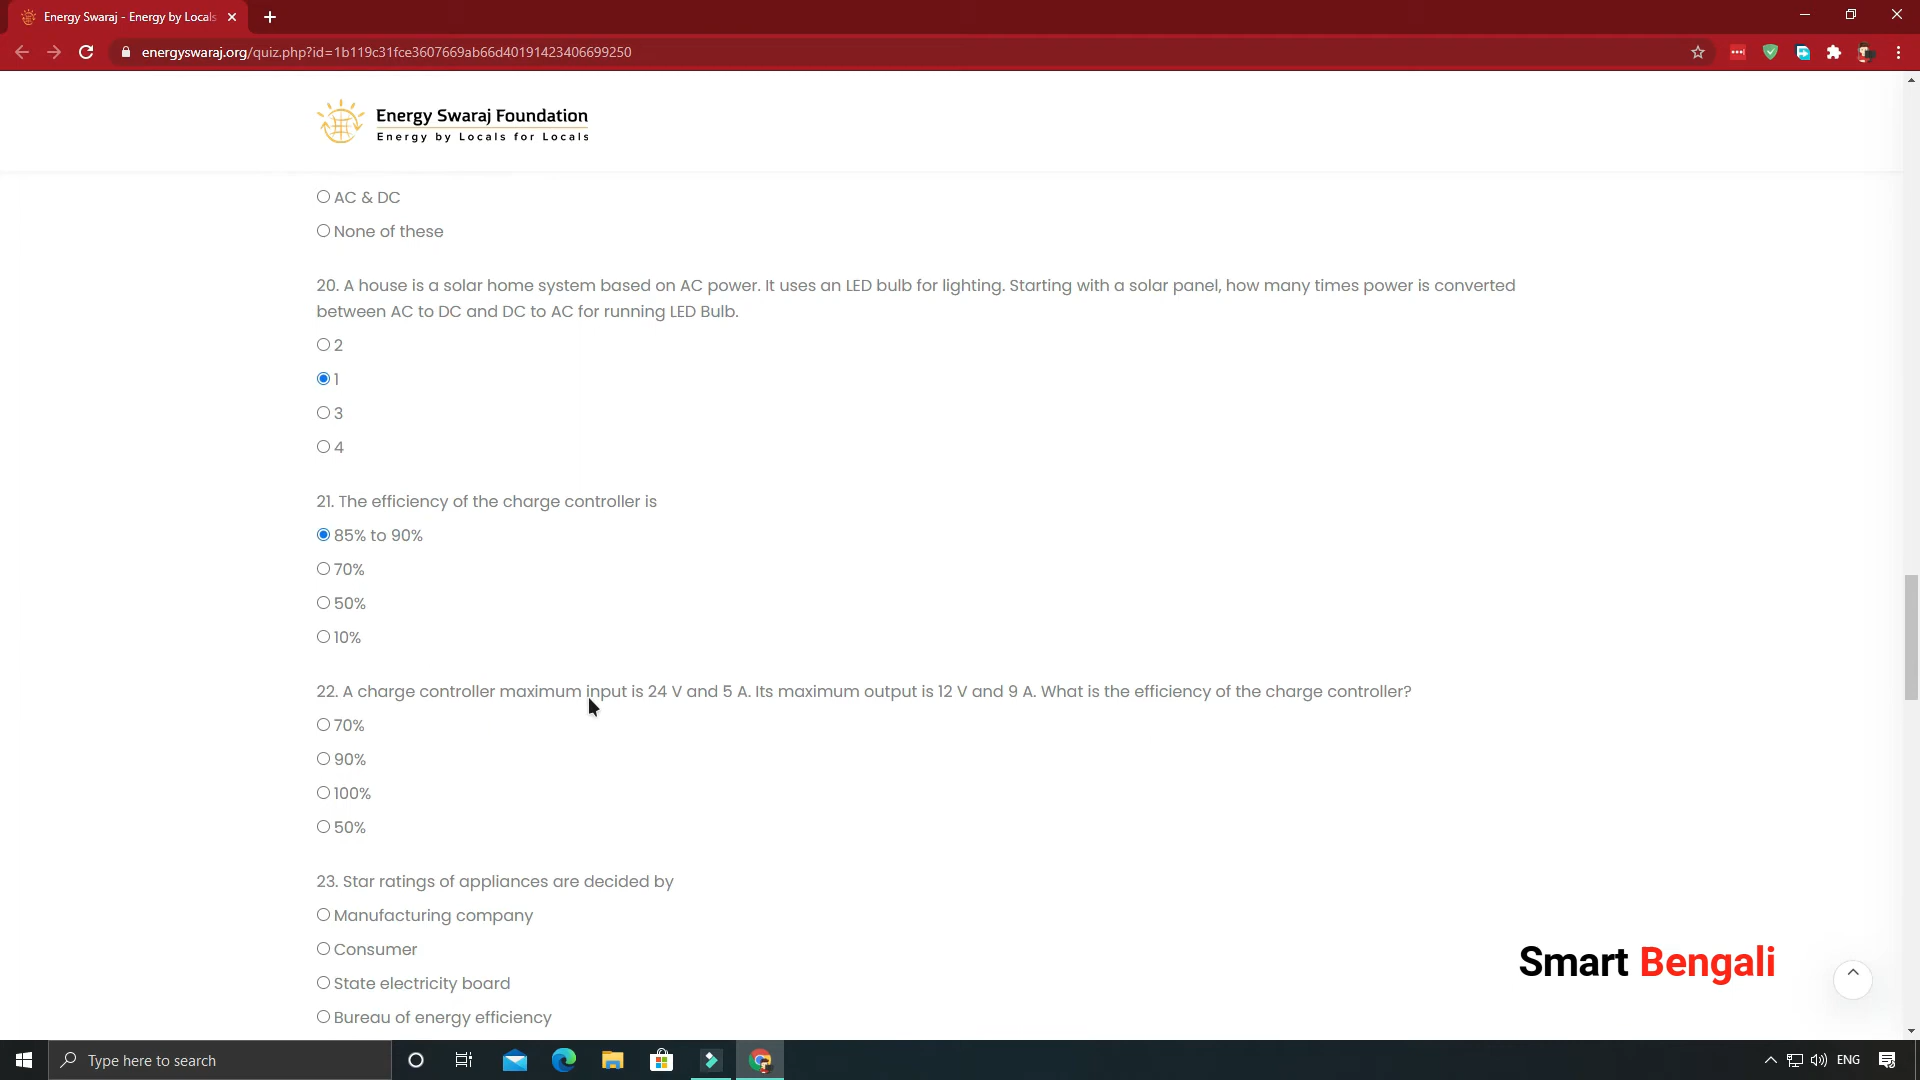 Energy Swaraj - Energy by Locals
energyswaraj.org/quiz.php?id=1b119c31fce3607669ab66d40191423406699250
Energy Swaraj Foundation
Energy by Locals for Locals
AC & DC
None of these
20. A house is a solar home system based on AC power. It uses an LED bulb for lighting. Starting with a solar panel, how many times power is converted
between AC to DC and DC to AC for running LED Bulb.
2
1
3
4
21. The efficiency of the charge controller is
85% to 90%
70%
50%
10%
22. A charge controller maximum input is 24 V and 5 A. Its maximum output is 12 V and 9 A. What is the efficiency of the charge controller?
70%
90%
100%
50%
23. Star ratings of appliances are decided by
Manufacturing company
Consumer
State electricity board
Bureau of energy efficiency
Smart Bengali
Type here to search
ENG